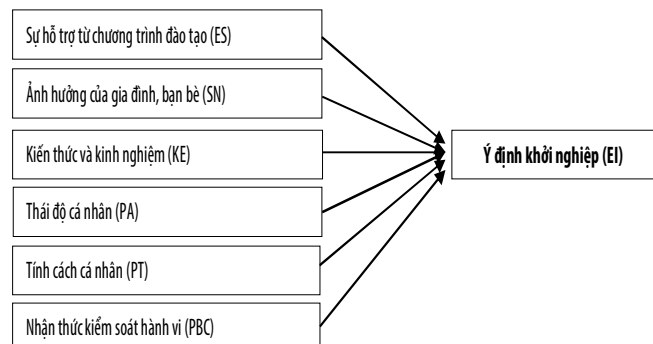 Sự hỗ trợ từ chương trình đào tạo (ES)
Ảnh hưởng của gia đình, bạn bè (SN)
Kiến thức và kinh nghiệm (KE)
Thái độ cá nhân (PA)
Tính cách cá nhân (PT)
Nhận thức kiểm soát hành vi (PBC)
Ý định khởi nghiệp (EI)